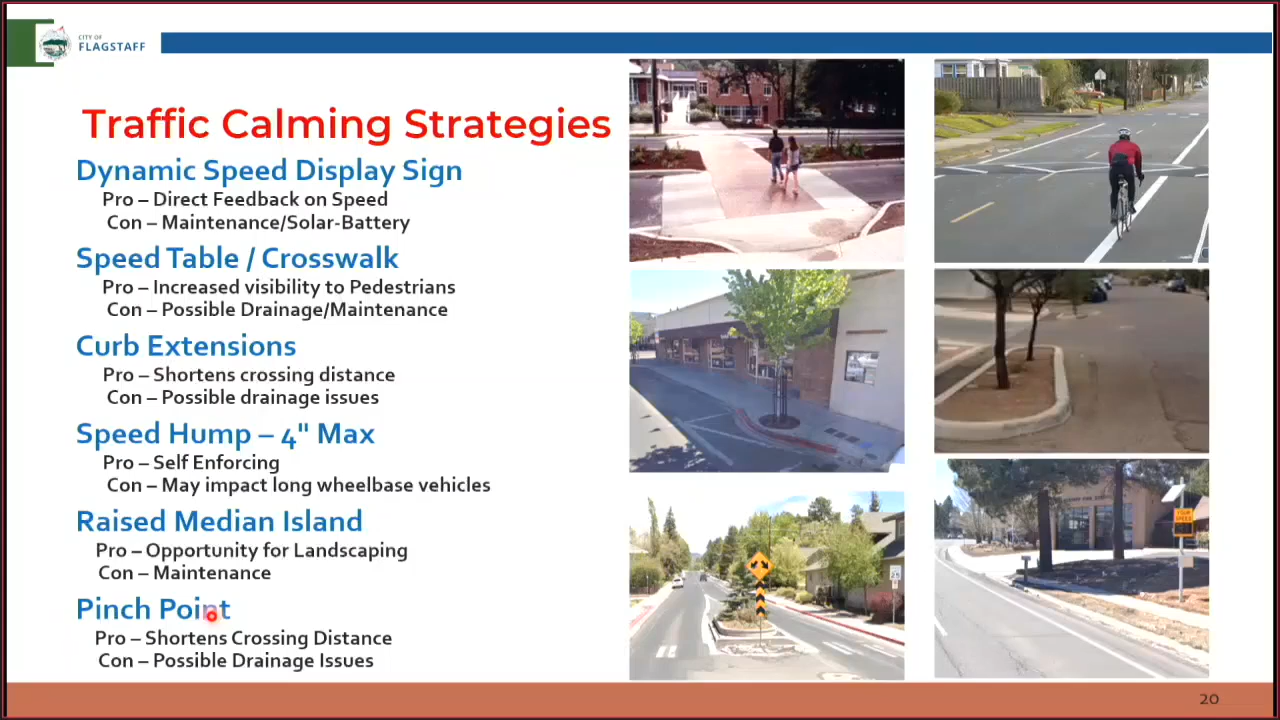 CITY OF
FLAGSTAFF
Traffic Calming Strategies
Dynamic Speed Display Sign
Pro – Direct Feedback on Speed
Con – Maintenance/Solar-Battery
Speed Table / Crosswalk
Pro – Increased visibility to Pedestrians
Con – Possible Drainage/Maintenance
Curb Extensions
Pro – Shortens crossing distance
Con – Possible drainage issues
Speed Hump – 4" Max
Pro – Self Enforcing
Con – May impact long wheelbase vehicles
Raised Median Island
Pro – Opportunity for Landscaping
Con – Maintenance
Pinch Point
Pro – Shortens Crossing Distance
Con – Possible Drainage Issues
YOUR
SPEED
25
20